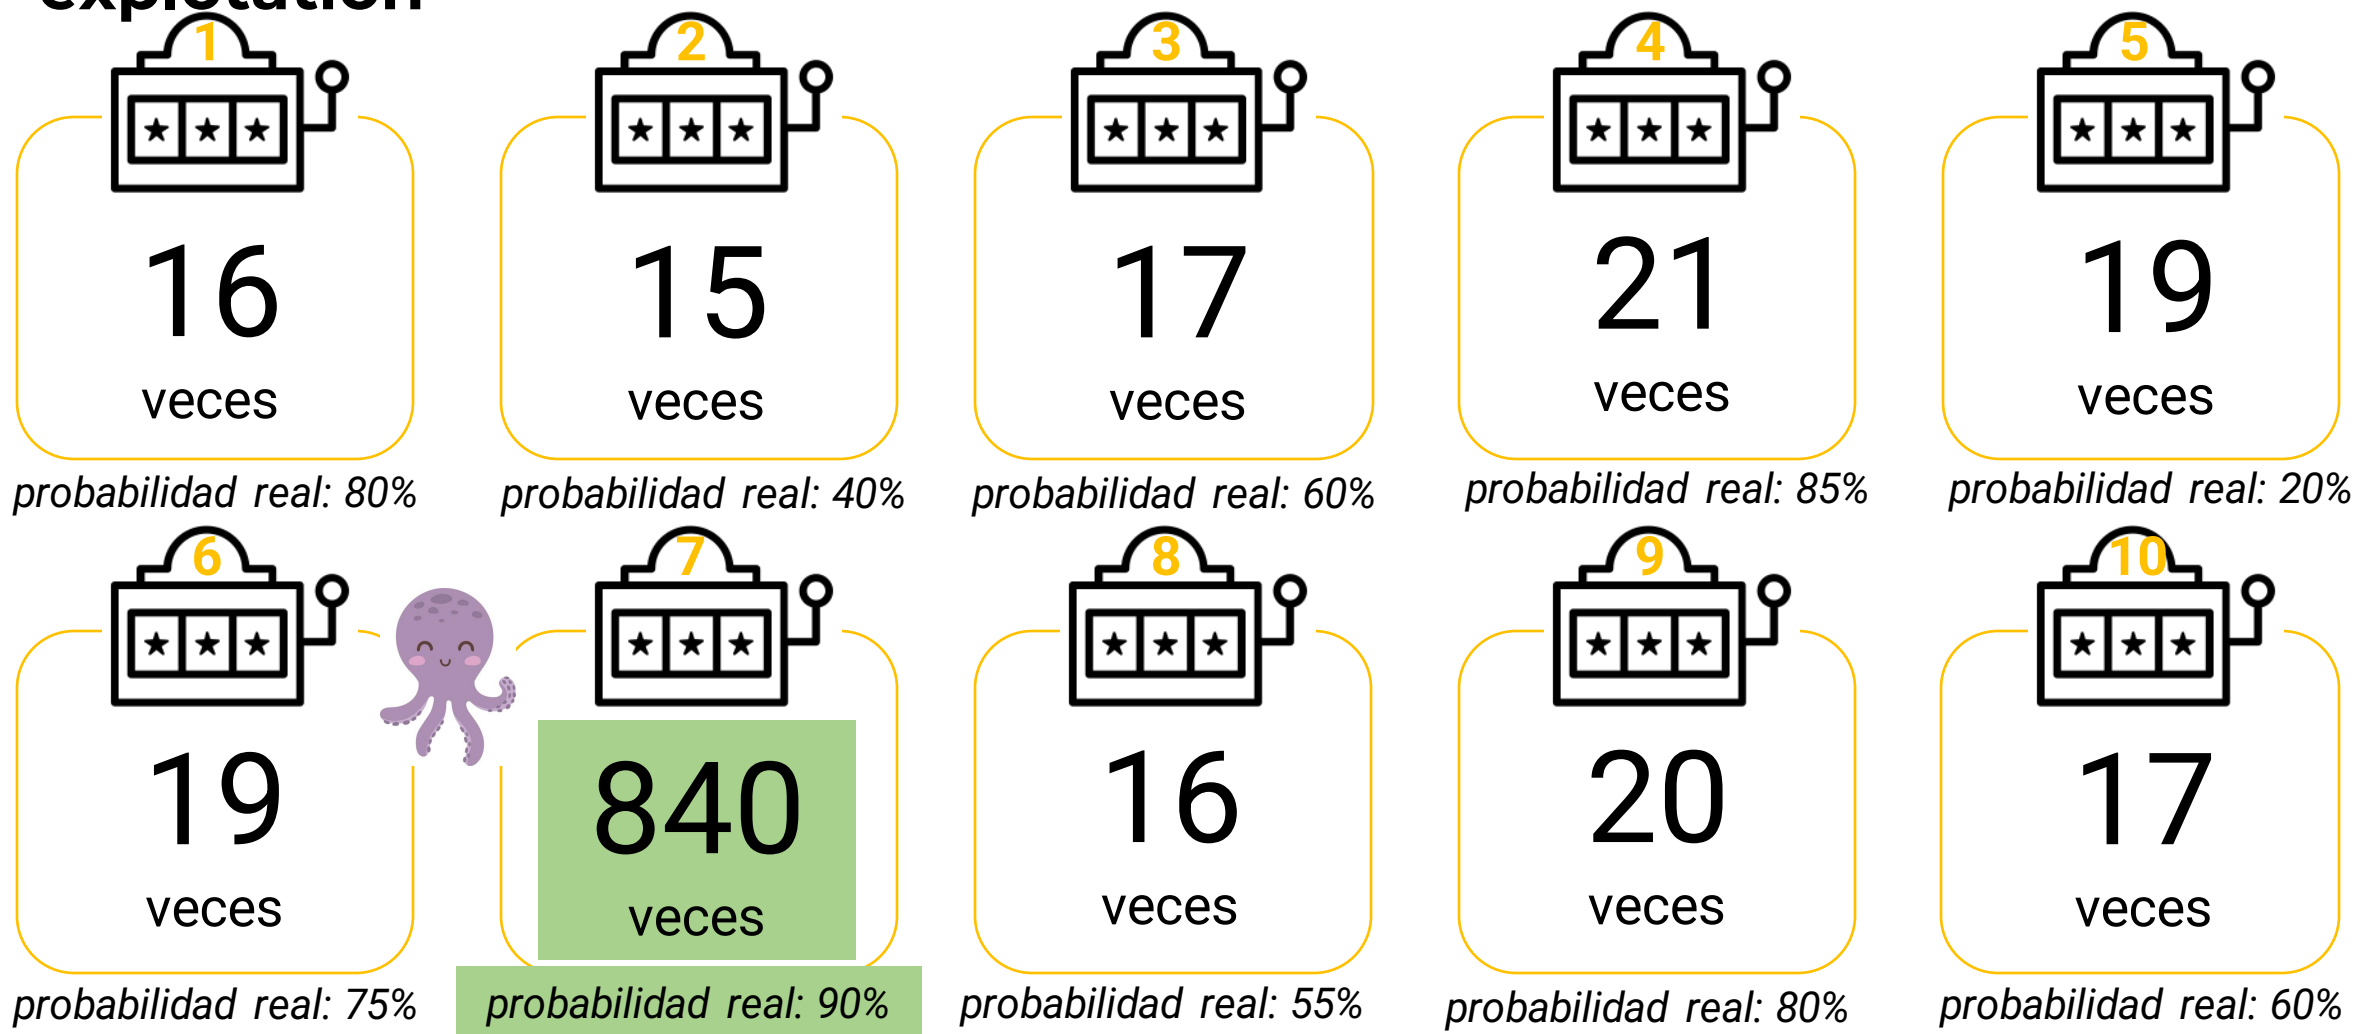 1
2
3
4
5
16
15
17
21
19
veces
veces
veces
veces
veces
probabilidad real: 80%
probabilidad real: 40%
probabilidad real: 60%
probabilidad real: 85%
probabilidad real: 20%
6
7
8
9
10
19
840
16
20
17
veces
veces
veces
veces
veces
probabilidad real: 75%
probabilidad real: 90%
probabilidad real: 55%
probabilidad real: 80%
probabilidad real: 60%